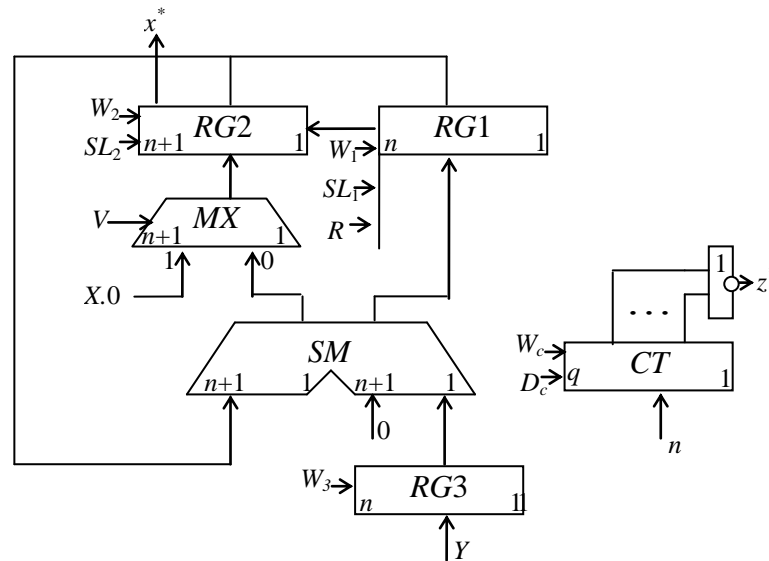 x*
W2 RG2 RG1
n+1 1 n 1
SL2 W1
SL1
V MX R
n+1 1
1 0
X.0
1
z
. . .
SM Wc CT
n+1 1 n+1 1 Dc q 1
0
n
W3 RG3
n 11
Y